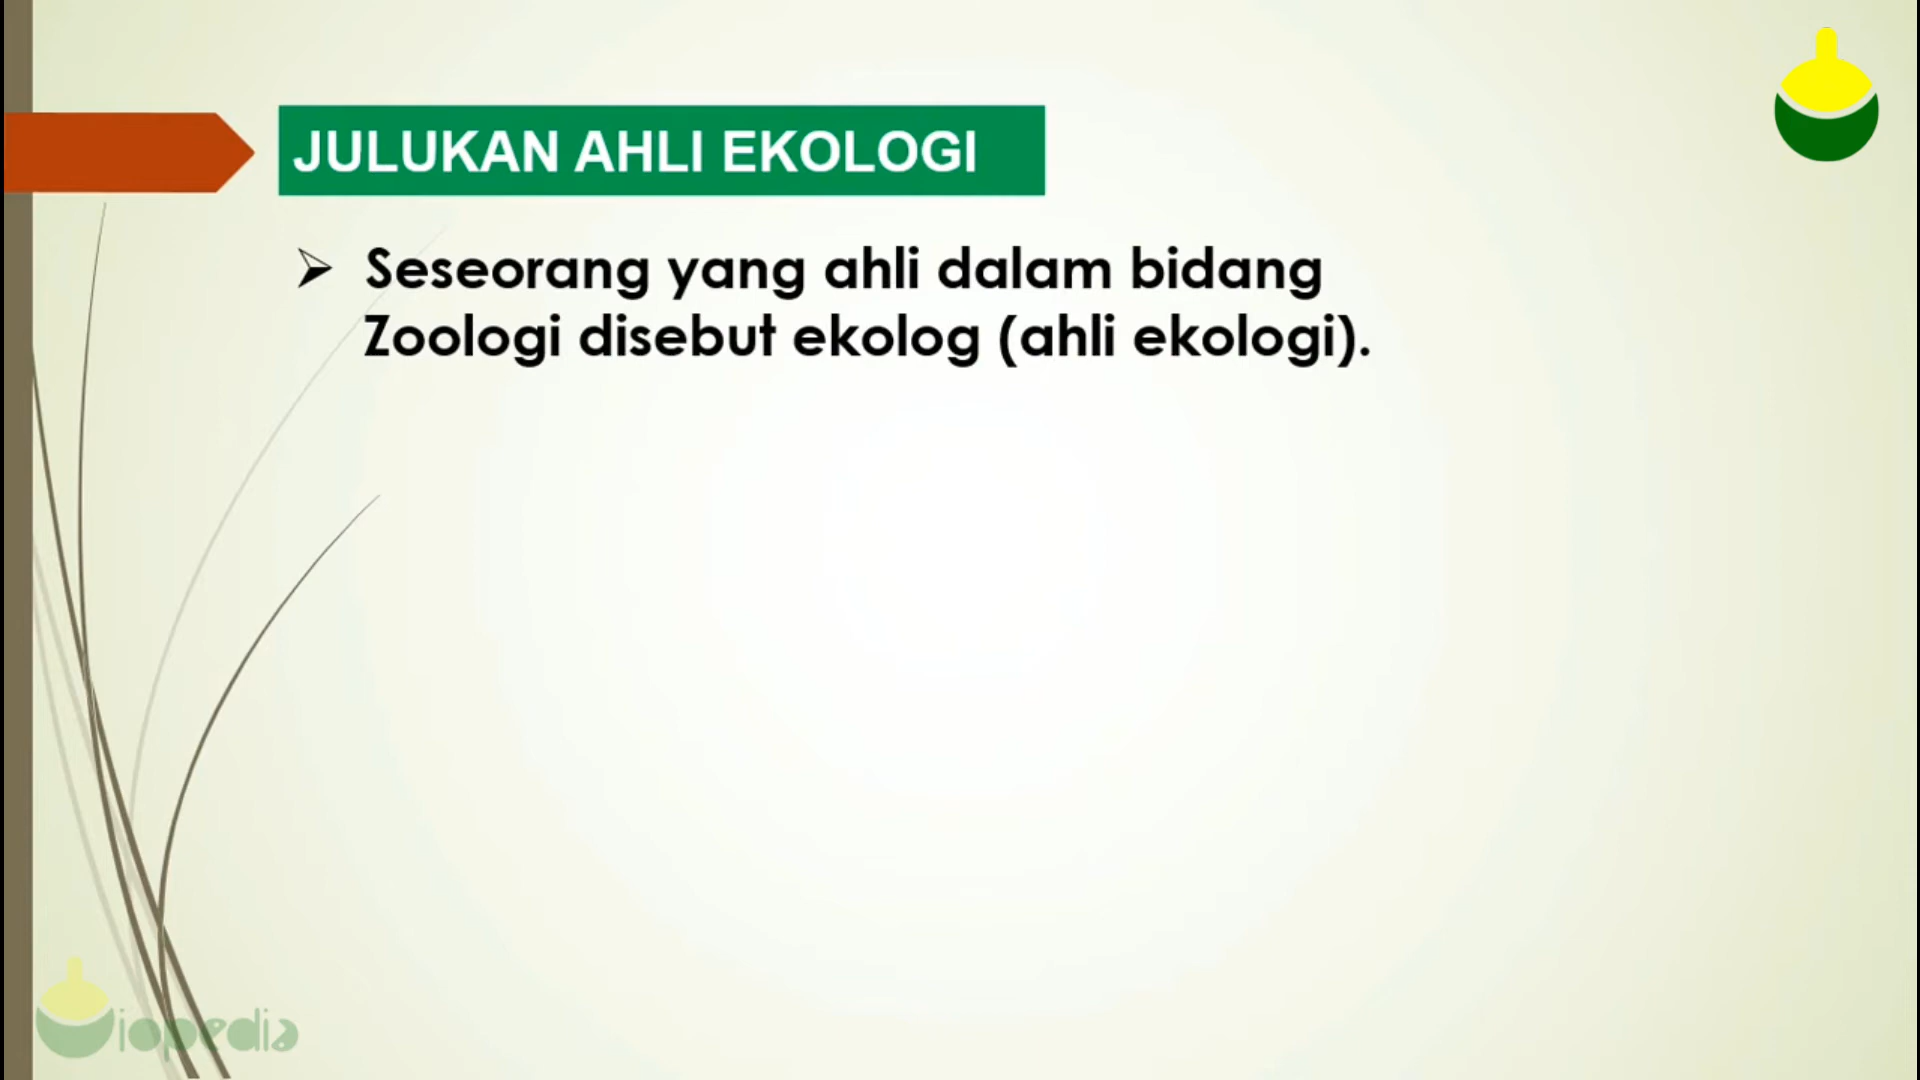 JULUKAN AHLI EKOLOGI
➢ Seseorang yang ahli dalam bidang
Zoologi disebut ekolog (ahli ekologi).
iopedia